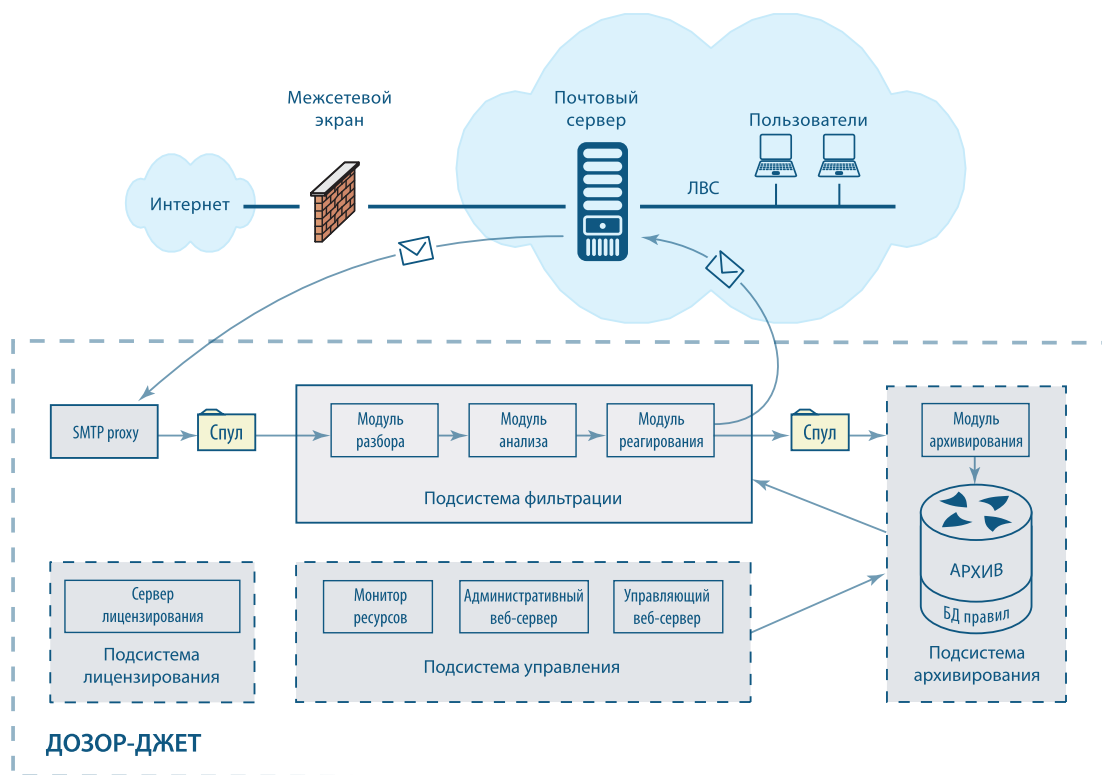 Межсетевой
экран
Почтовый
сервер
Пользователи
Интернет
ЛВС
SMTP proxy
Спул
Модуль
разбора
Модуль
анализа
Модуль
реагирования
Подсистема фильтрации
Спул
Модуль
архивирования
АРХИВ
БД правил
Подсистема
архивирования
Сервер
лицензирования
Подсистема
лицензирования
Монитор
ресурсов
Административный
веб-сервер
Управляющий
веб-сервер
Подсистема управления
ДОЗОР-ДЖЕТ